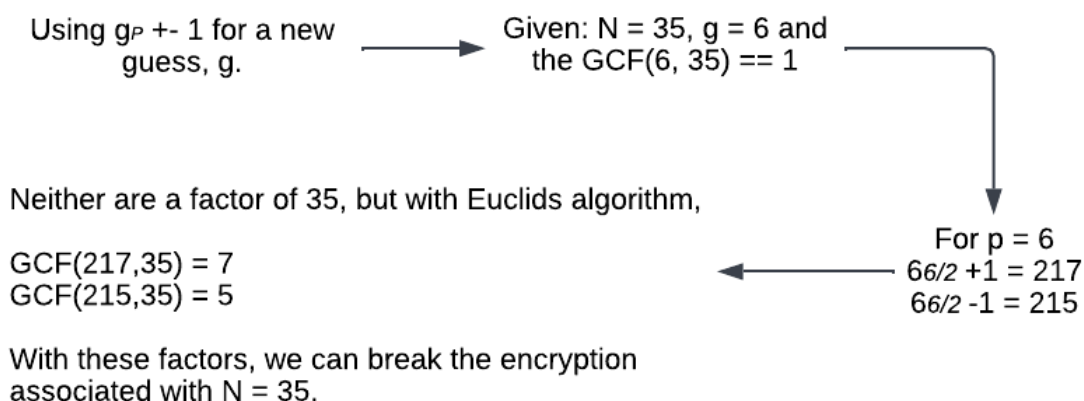 Using gP +- 1 for a new
guess, g.
Given: N = 35, g = 6 and
the GCF(6, 35) == 1
For p = 6
66/2 +1 = 217
66/2 -1 = 215
Neither are a factor of 35, but with Euclids algorithm,
GCF(217,35) = 7
GCF(215,35) = 5
With these factors, we can break the encryption
associated with N = 35.